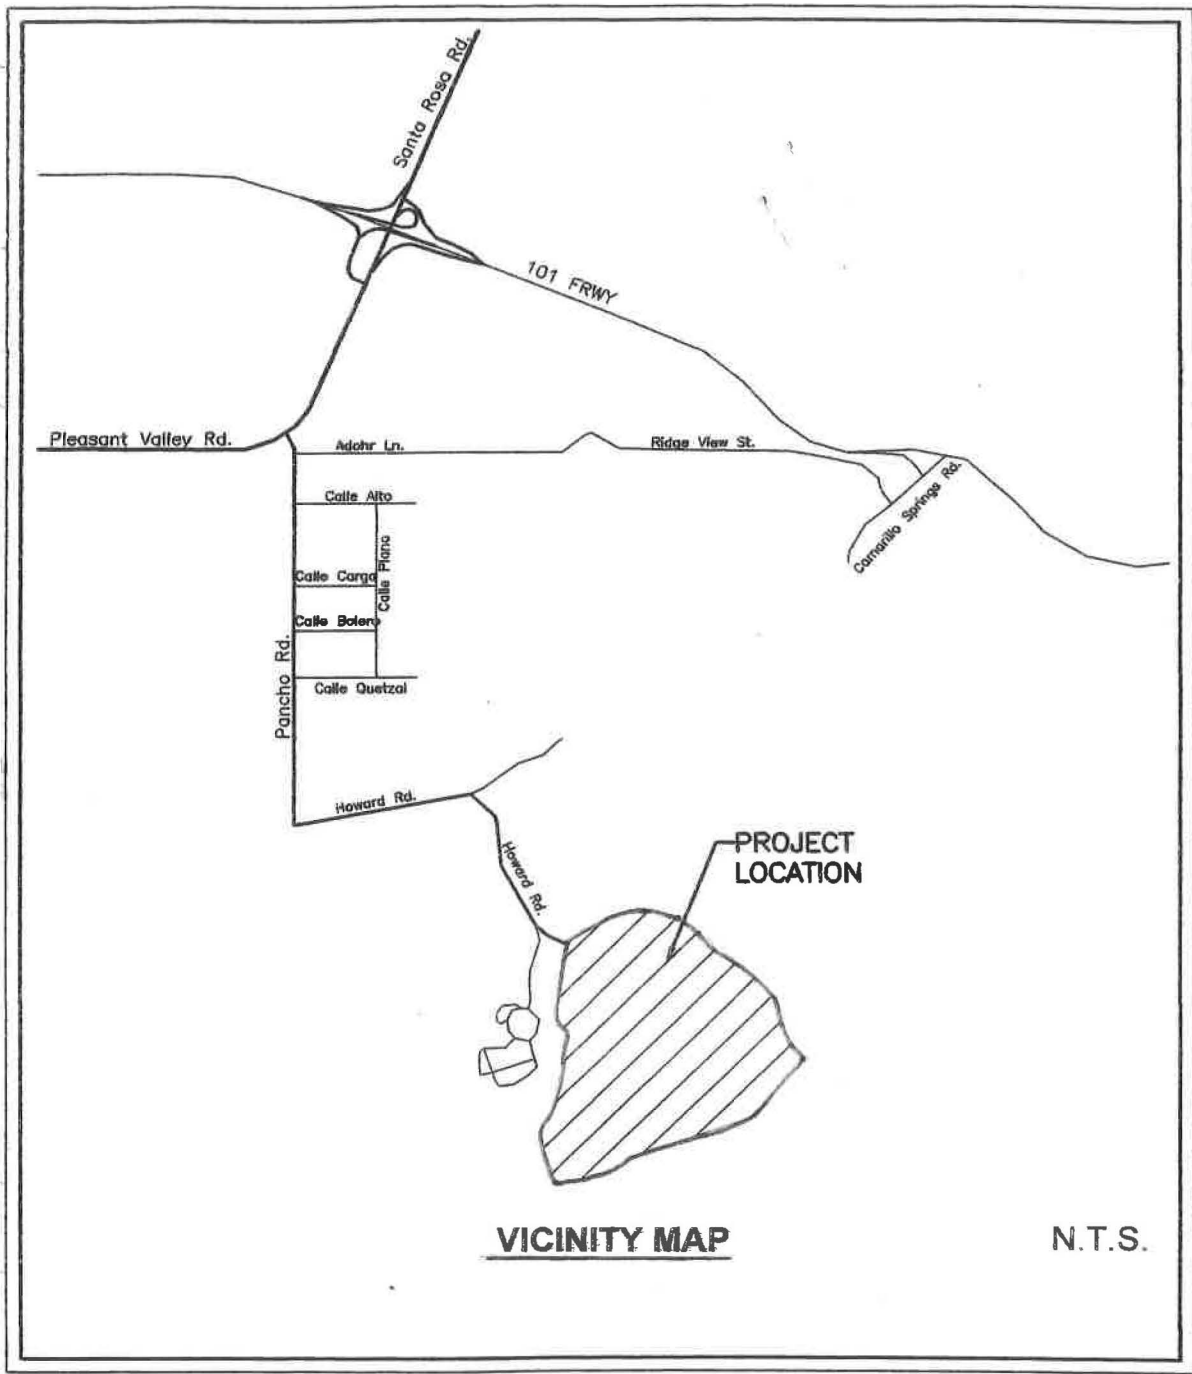 Santa Rosa Rd.
101 FRWY
Pleasant Valley Rd.
Adohr Ln.
Ridge View St.
Camarillo Springs Rd.
Calle Alto
Calle Plano
Calle Carga
Calle Bolero
Pancho Rd.
Calle Quetzal
Howard Rd.
Howard Rd.
PROJECT
LOCATION
VICINITY MAP
N.T.S.